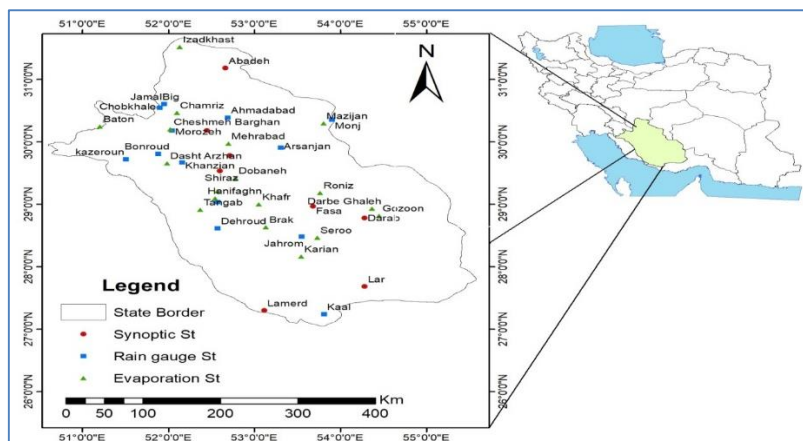 51°0'0"E 52°0'0"E 53°0'0"E 54°0'0"E 55°0'0"E
Izadkhast
N
Abadeh
31°0'0"N 31°0'0"N
JamalBig
Chobkhale Chamriz Ahmadabad Mazijan
Baton Cheshmeh Barghan Monj
30°0'0"N Morozeh 30°0'0"N
Mehrabad Arsanjan
Bonroud
kazeroun Dasht Arzhan
Khanzian Dobaneh
Shiraz
Hanifaghn Roniz
29°0'0"N Tangab Khafr Darbe Ghaleh Gozoon 29°0'0"N
Fasa
Dehroud Brak Darab
Seroo
Jahrom
Karian
28°0'0"N 28°0'0"N
Legend Lar
State Border Lamerd Kaal
27°0'0"N 27°0'0"N
Synoptic St
Rain gauge St
26°0'0"N Evaporation St 26°0'0"N
Km
0 50 100 200 300 400
51°0'0"E 52°0'0"E 53°0'0"E 54°0'0"E 55°0'0"E